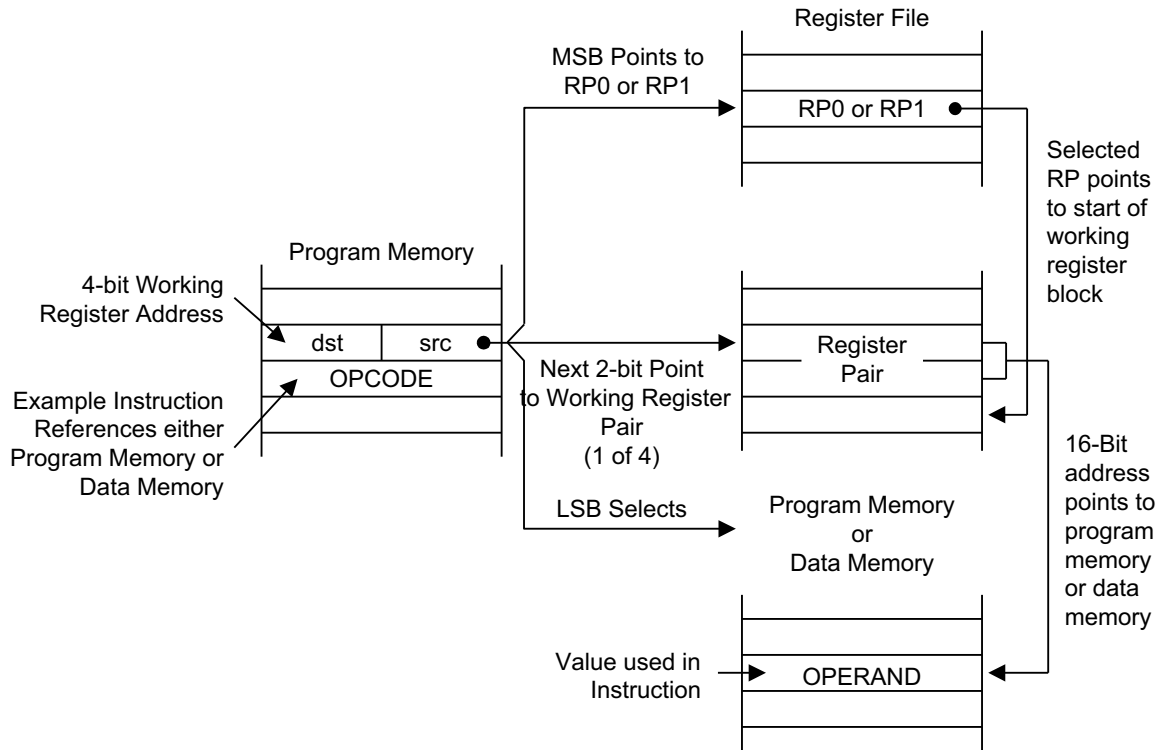 Register File
MSB Points to
RP0 or RP1
RP0 or RP1
Selected
RP points
to start of
working
register
block
Program Memory
4-bit Working
Register Address
dst
src
OPCODE
Example Instruction
References either
Program Memory or
Data Memory
Next 2-bit Point
to Working Register
Pair
(1 of 4)
Register
Pair
LSB Selects
Program Memory
or
Data Memory
16-Bit
address
points to
program
memory
or data
memory
Value used in
Instruction
OPERAND